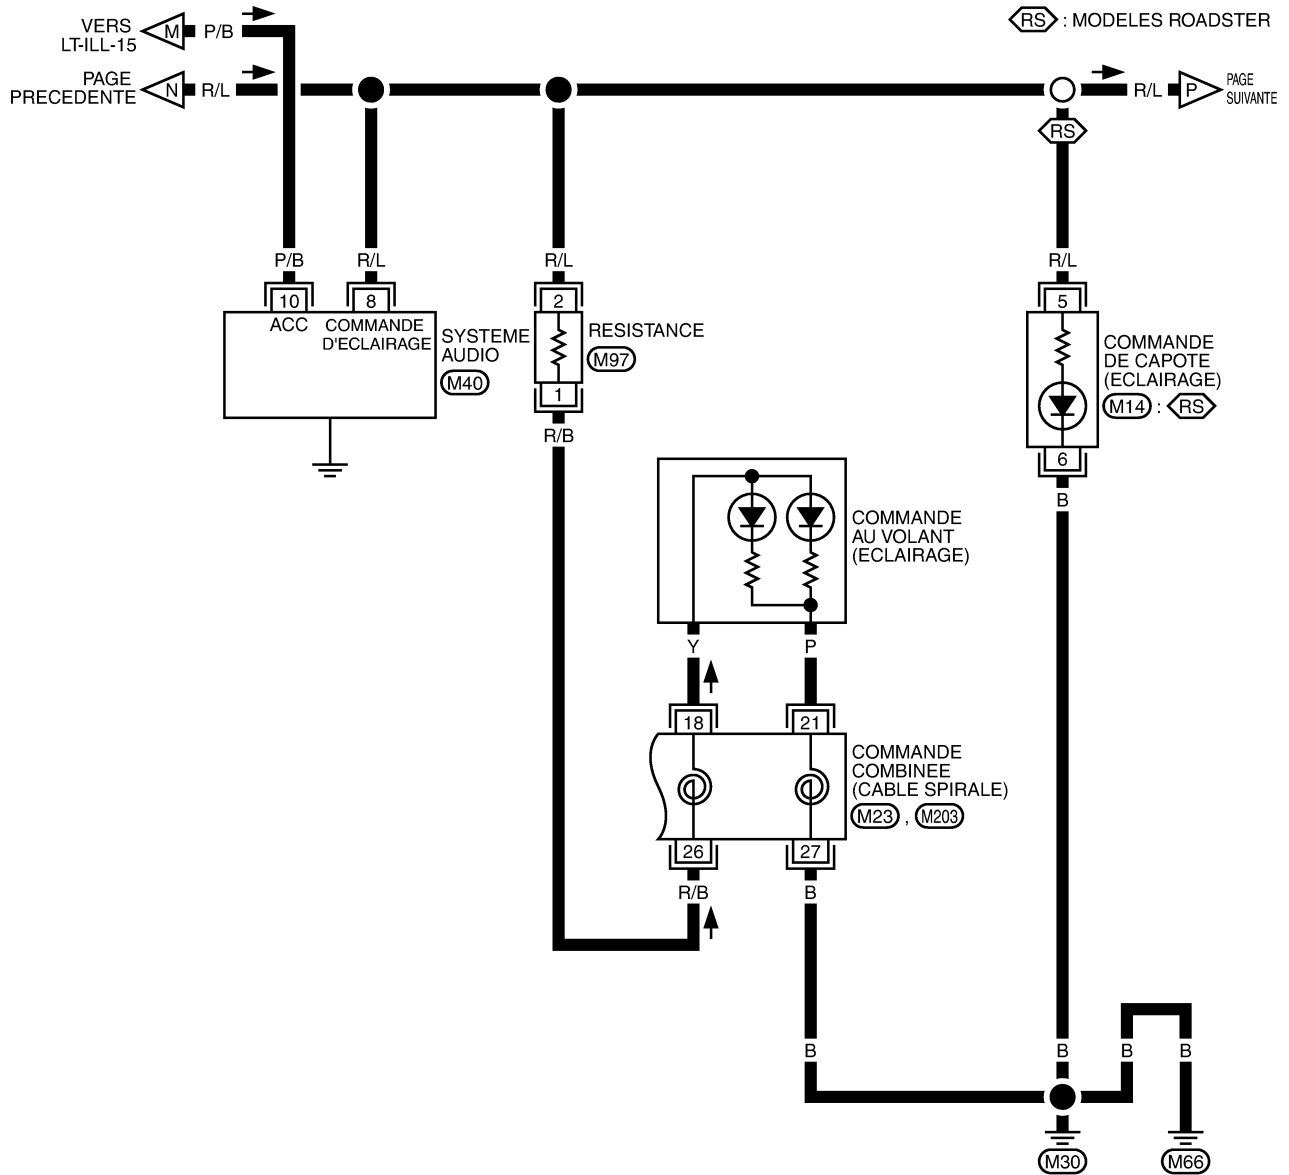 VERS
LT-ILL-15
M
P/B
RS : MODELES ROADSTER
PAGE
PRECEDENTE
N
R/L
R/L
P
PAGE
SUIVANTE
RS
P/B
R/L
R/L
R/L
10
8
2
5
ACC
COMMANDE
D'ECLAIRAGE
SYSTEME
AUDIO
M40
RESISTANCE
M97
1
R/B
COMMANDE
DE CAPOTE
(ECLAIRAGE)
M14 : RS
6
B
COMMANDE
AU VOLANT
(ECLAIRAGE)
Y
P
18
21
COMMANDE
COMBINEE
(CABLE SPIRALE)
M23 , M203
26
27
R/B
B
B
B
B
B
M30
M66